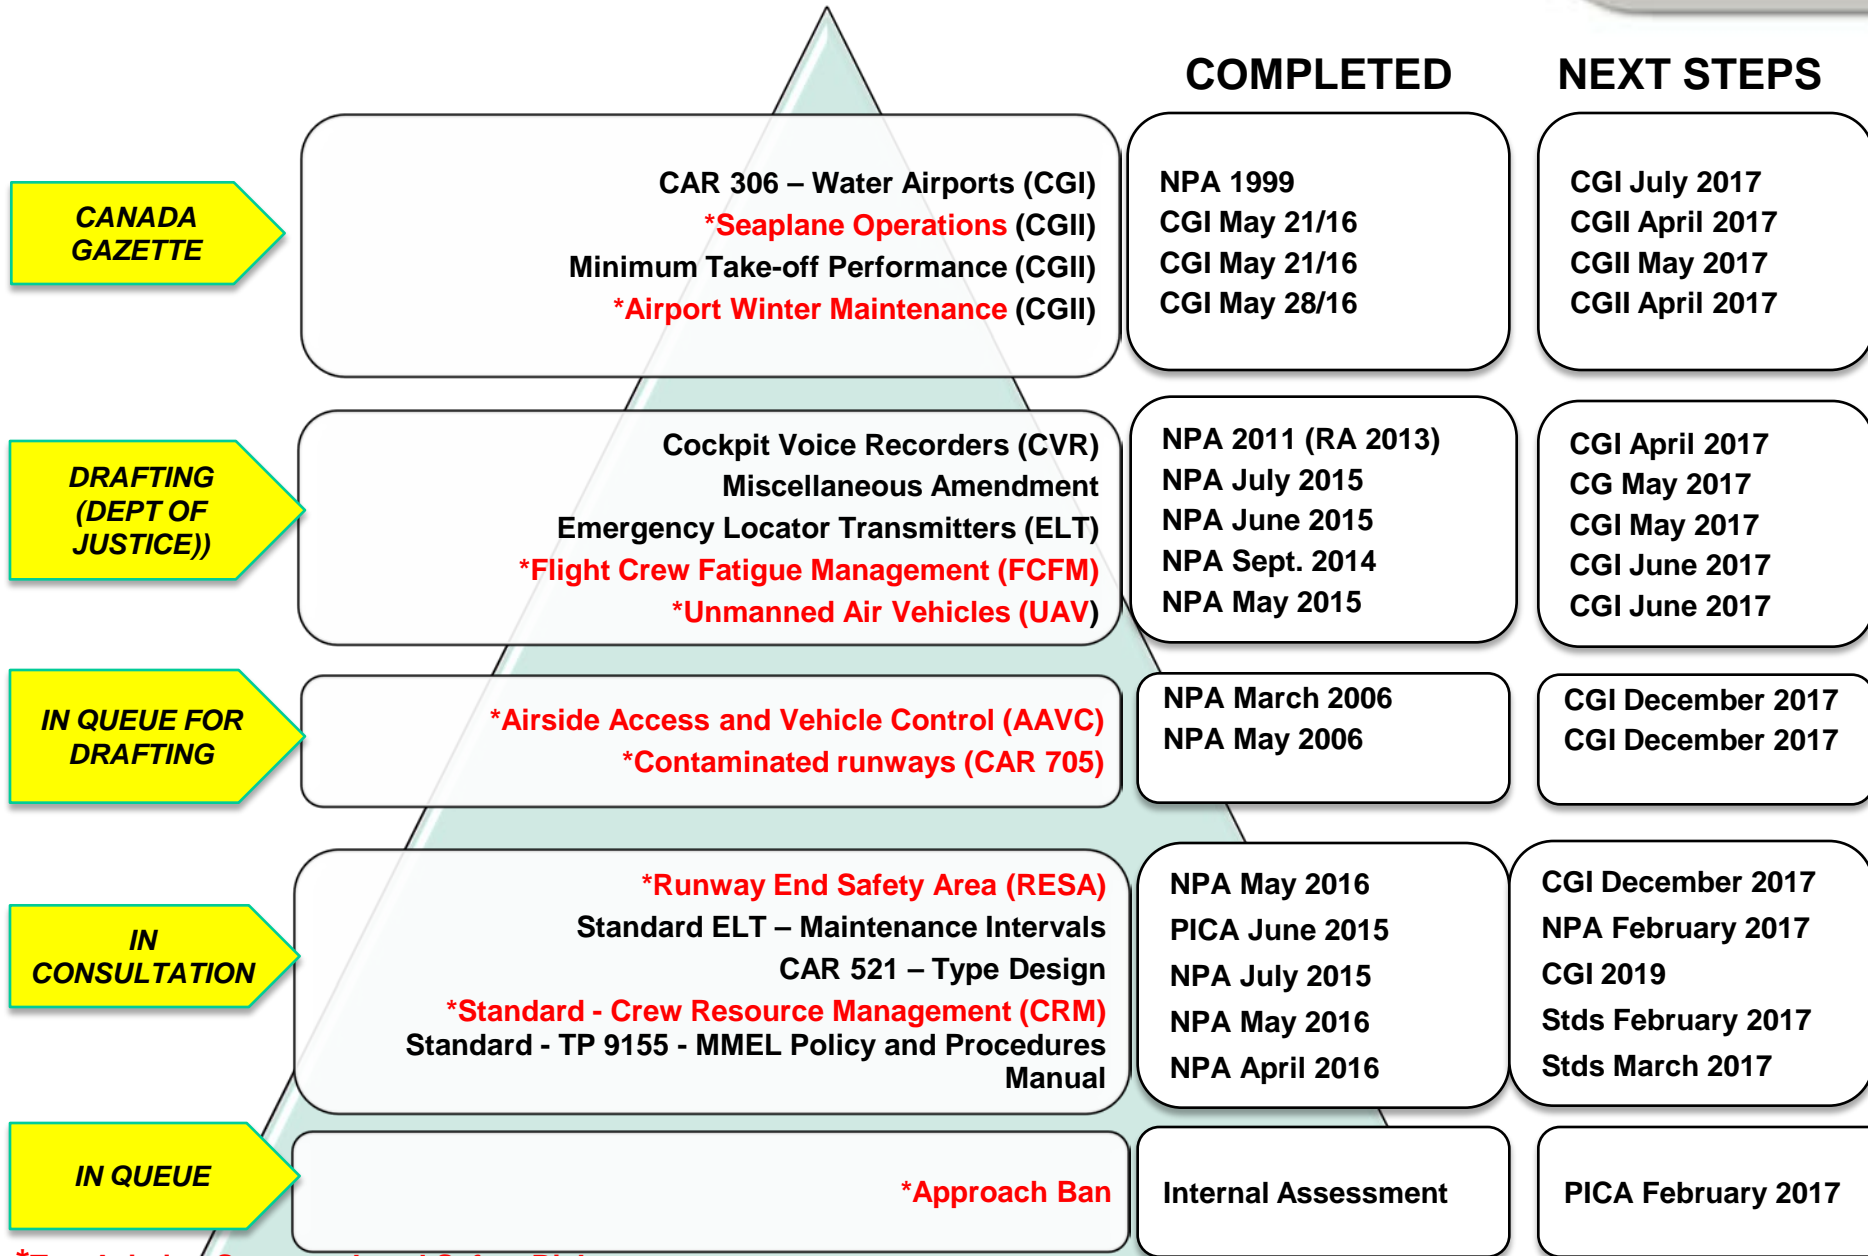 COMPLETED
NEXT STEPS
CANADA
GAZETTE
CAR 306 – Water Airports (CGI)
*Seaplane Operations (CGII)
Minimum Take-off Performance (CGII)
*Airport Winter Maintenance (CGII)
NPA 1999
CGI May 21/16
CGI May 21/16
CGI May 28/16
CGI July 2017
CGII April 2017
CGII May 2017
CGII April 2017
DRAFTING
(DEPT OF
JUSTICE))
Cockpit Voice Recorders (CVR)
Miscellaneous Amendment
Emergency Locator Transmitters (ELT)
*Flight Crew Fatigue Management (FCFM)
*Unmanned Air Vehicles (UAV)
NPA 2011 (RA 2013)
NPA July 2015
NPA June 2015
NPA Sept. 2014
NPA May 2015
CGI April 2017
CG May 2017
CGI May 2017
CGI June 2017
CGI June 2017
IN QUEUE FOR
DRAFTING
*Airside Access and Vehicle Control (AAVC)
*Contaminated runways (CAR 705)
NPA March 2006
NPA May 2006
CGI December 2017
CGI December 2017
IN
CONSULTATION
*Runway End Safety Area (RESA)
Standard ELT – Maintenance Intervals
CAR 521 – Type Design
*Standard - Crew Resource Management (CRM)
Standard - TP 9155 - MMEL Policy and Procedures
Manual
NPA May 2016
PICA June 2015
NPA July 2015
NPA May 2016
NPA April 2016
CGI December 2017
NPA February 2017
CGI 2019
Stds February 2017
Stds March 2017
IN QUEUE
*Approach Ban
Internal Assessment
PICA February 2017